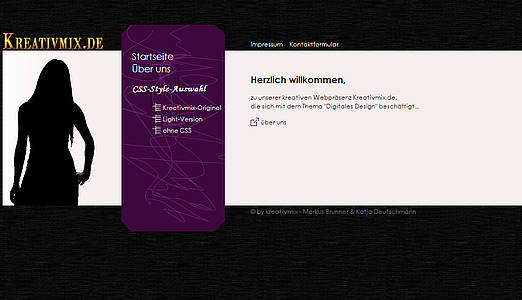 Kreativmix.de
Startseite
Über uns
CSS-Style-Auswahl
Kreativmix-Original
Light-Version
ohne CSS
Impressum Kontaktformular
Herzlich willkommen,
zu unserer kreativen Webpräsenz Kreativmix.de,
die sich mit dem Thema "Digitales Design" beschäftigt...
über uns
© by kreativmix - Markus Brunner & Katja Deutschmann